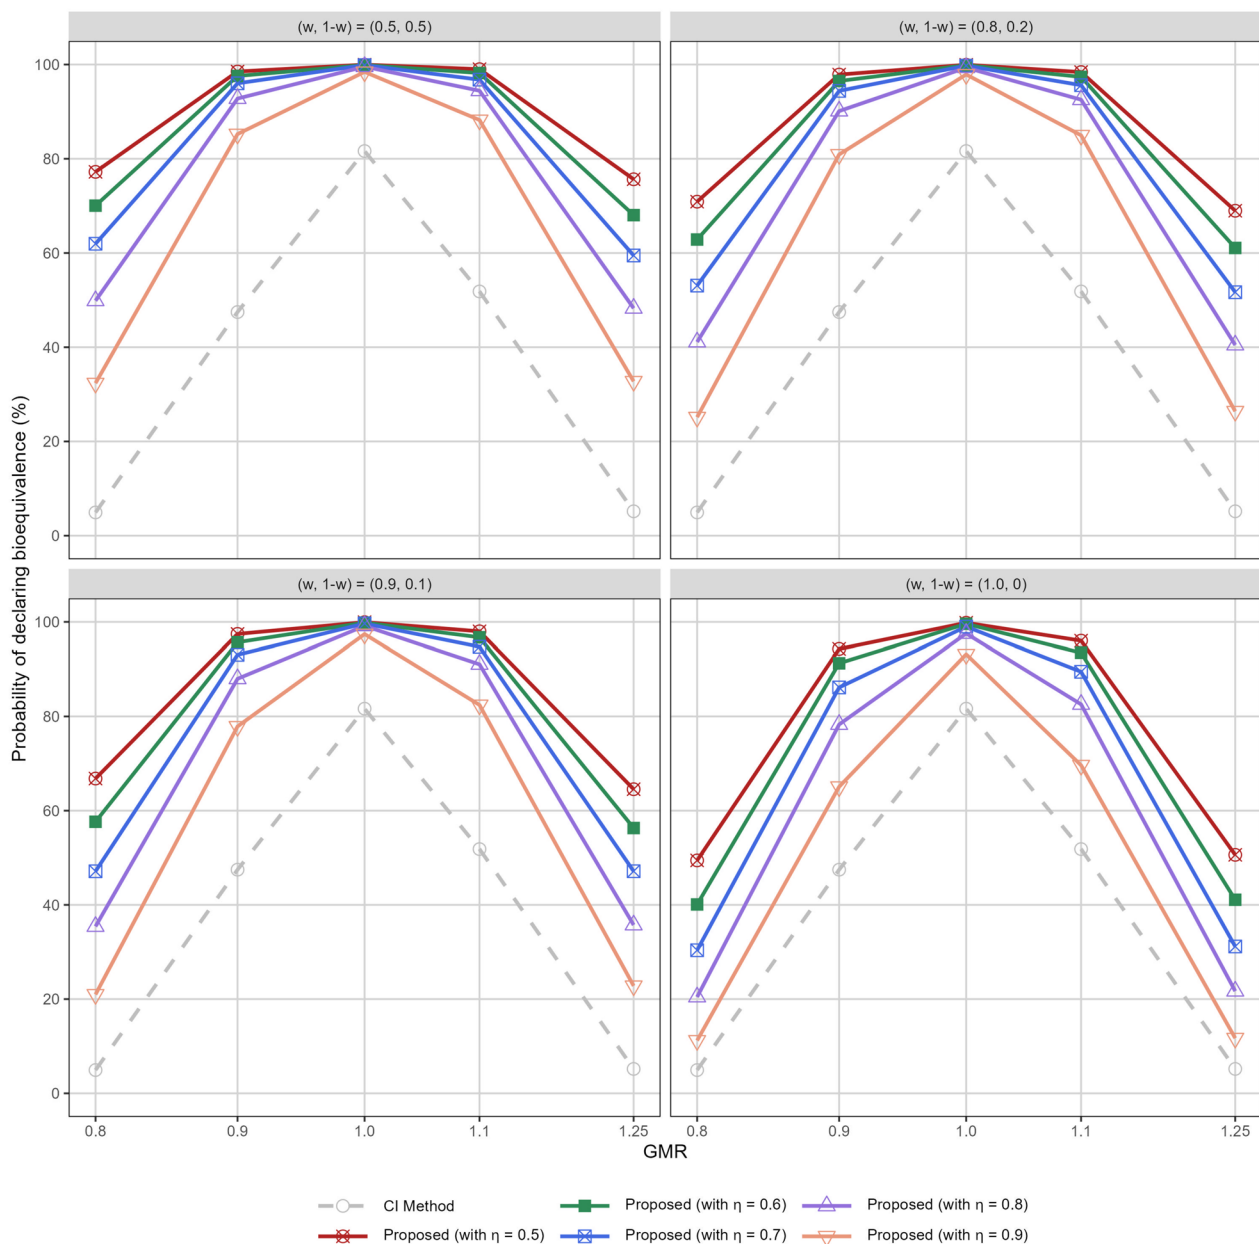 (w, 1-w) = (0.5, 0.5)
(w, 1-w) = (0.8, 0.2)
100
80
60
40
20
0
(w, 1-w) = (0.9, 0.1)
(w, 1-w) = (1.0, 0)
100
80
60
40
20
0
Probability of declaring bioequivalence (%)
0.8 0.9 1.0 1.1 1.25
0.8 0.9 1.0 1.1 1.25
GMR
CI Method
Proposed (with η = 0.5)
Proposed (with η = 0.6)
Proposed (with η = 0.7)
Proposed (with η = 0.8)
Proposed (with η = 0.9)